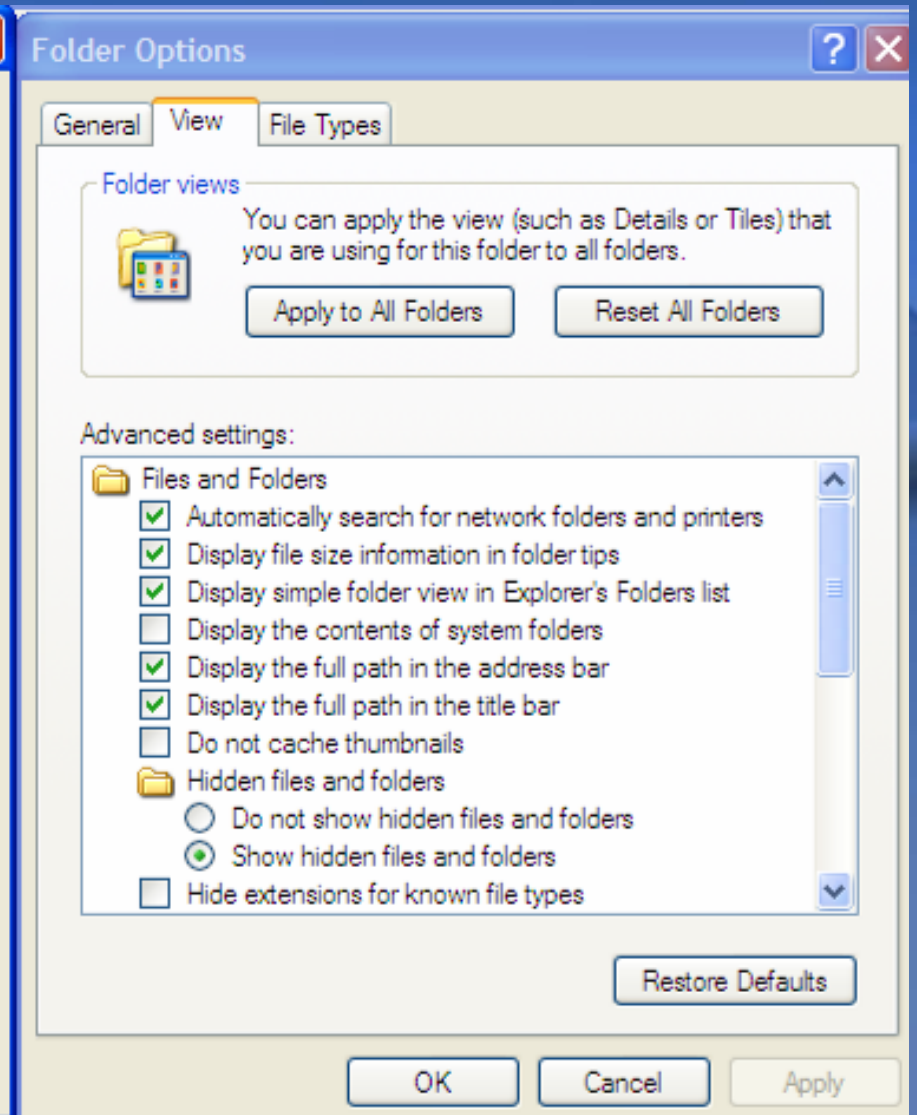 Folder Options
General View File Types
Folder views
You can apply the view (such as Details or Tiles) that
you are using for this folder to all folders.
Apply to All Folders Reset All Folders
Advanced settings:
Files and Folders
Automatically search for network folders and printers
Display file size information in folder tips
Display simple folder view in Explorer's Folders list
Display the contents of system folders
Display the full path in the address bar
Display the full path in the title bar
Do not cache thumbnails
Hidden files and folders
Do not show hidden files and folders
Show hidden files and folders
Hide extensions for known file types
Restore Defaults
OK Cancel Apply